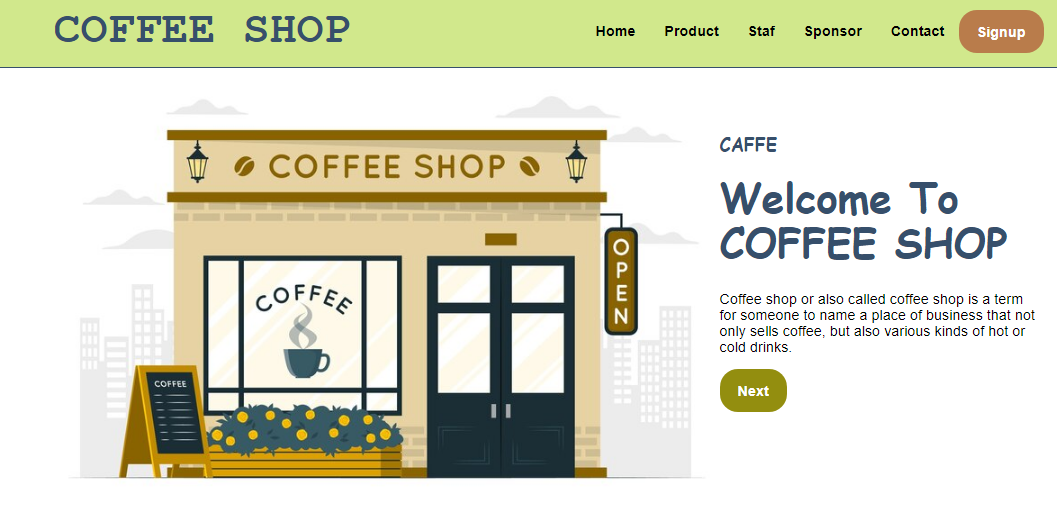 COFFEE SHOP
Home Product Staf Sponsor Contact Signup
COFFEE SHOP
OPEN
COFFEE
COFFEE
CAFFE
Welcome To
COFFEE SHOP
Coffee shop or also called coffee shop is a term
for someone to name a place of business that not
only sells coffee, but also various kinds of hot or
cold drinks.
Next